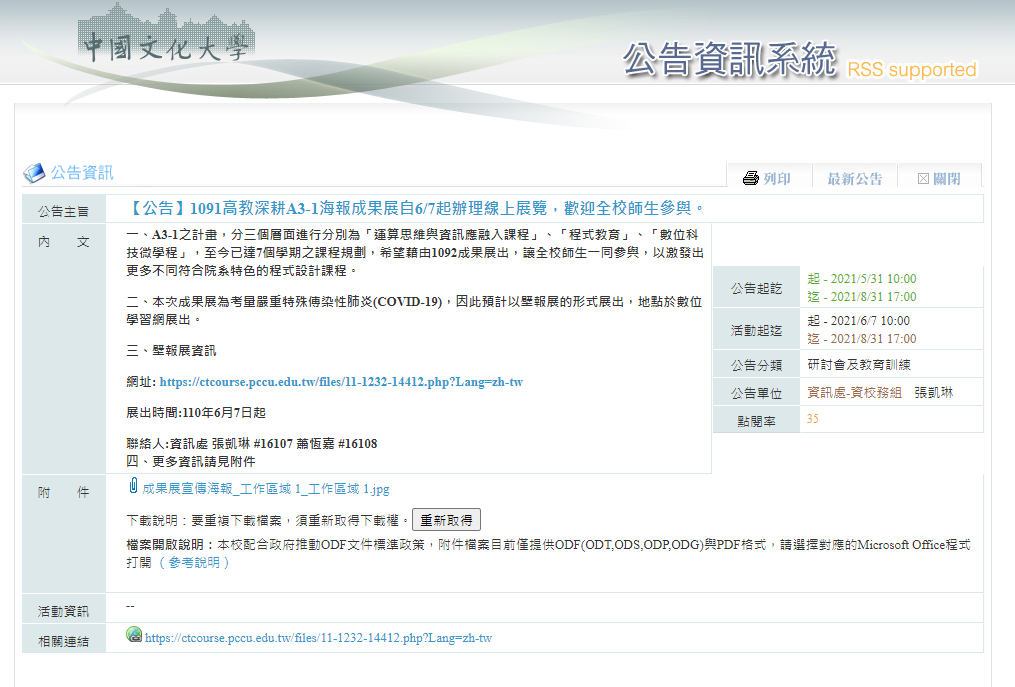 中國文化大學
公告資訊系統 RSS supported
公告資訊
列印 最新公告 關閉
公告主旨 【公告】1091高教深耕A3-1海報成果展自6/7起辦理線上展覽，歡迎全校師生參與。
內 文
一、A3-1之計畫，分三個層面進行分別為「運算思維與資訊應融入課程」、「程式教育」、「數位科
技微學程」，至今已達7個學期之課程規劃，希望藉由1092成果展出，讓全校師生一同參與，以激發出
更多不同符合院系特色的程式設計課程。
二、本次成果展為考量嚴重特殊傳染性肺炎(COVID-19)，因此預計以壁報展的形式展出，地點於數位
學習網展出。
三、壁報展資訊
網址: https://ctcourse.pccu.edu.tw/files/11-1232-14412.php?Lang=zh-tw
展出時間:110年6月7日起
聯絡人:資訊處 張凱琳 #16107 蕭恆嘉 #16108
四、更多資訊請見附件
公告起訖 起 - 2021/5/31 10:00
迄 - 2021/8/31 17:00
活動起迄 起 - 2021/6/7 10:00
迄 - 2021/8/31 17:00
公告分類 研討會及教育訓練
公告單位 資訊處-資校務組 張凱琳
點閱率 35
附 件 成果展宣傳海報_工作區域 1_工作區域 1.jpg
下載說明：要重複下載檔案，須重新取得下載權。 重新取得
檔案開啟說明：本校配合政府推動ODF文件標準政策，附件檔案目前僅提供ODF(ODT,ODS,ODP,ODG)與PDF格式，請選擇對應的Microsoft Office程式
打開 （參考說明）
活動資訊 --
相關連結 https://ctcourse.pccu.edu.tw/files/11-1232-14412.php?Lang=zh-tw